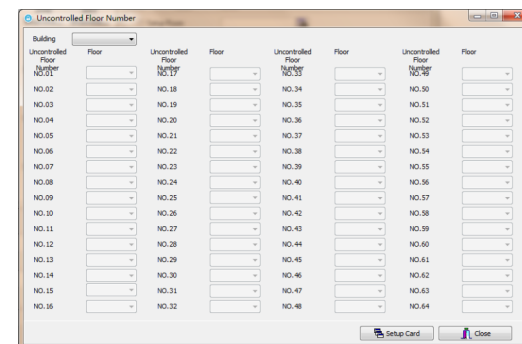 Uncontrolled Floor Number
Building
Uncontrolled Floor Number Floor Uncontrolled Floor Number Floor Uncontrolled Floor Number Floor Uncontrolled Floor Number Floor
NO.01 NO.17 NO.33 NO.49
NO.02 NO.18 NO.34 NO.50
NO.03 NO.19 NO.35 NO.51
NO.04 NO.20 NO.36 NO.52
NO.05 NO.21 NO.37 NO.53
NO.06 NO.22 NO.38 NO.54
NO.07 NO.23 NO.39 NO.55
NO.08 NO.24 NO.40 NO.56
NO.09 NO.25 NO.41 NO.57
NO.10 NO.26 NO.42 NO.58
NO.11 NO.27 NO.43 NO.59
NO.12 NO.28 NO.44 NO.60
NO.13 NO.29 NO.45 NO.61
NO.14 NO.30 NO.46 NO.62
NO.15 NO.31 NO.47 NO.63
NO.16 NO.32 NO.48 NO.64
Setup Card Close